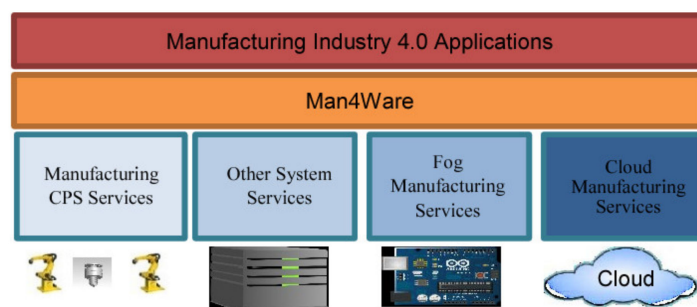 Manufacturing Industry 4.0 Applications
Man4Ware
Manufacturing
CPS Services
Other System
Services
Fog
Manufacturing
Services
Cloud
Manufacturing
Services
ARDUINO
Cloud